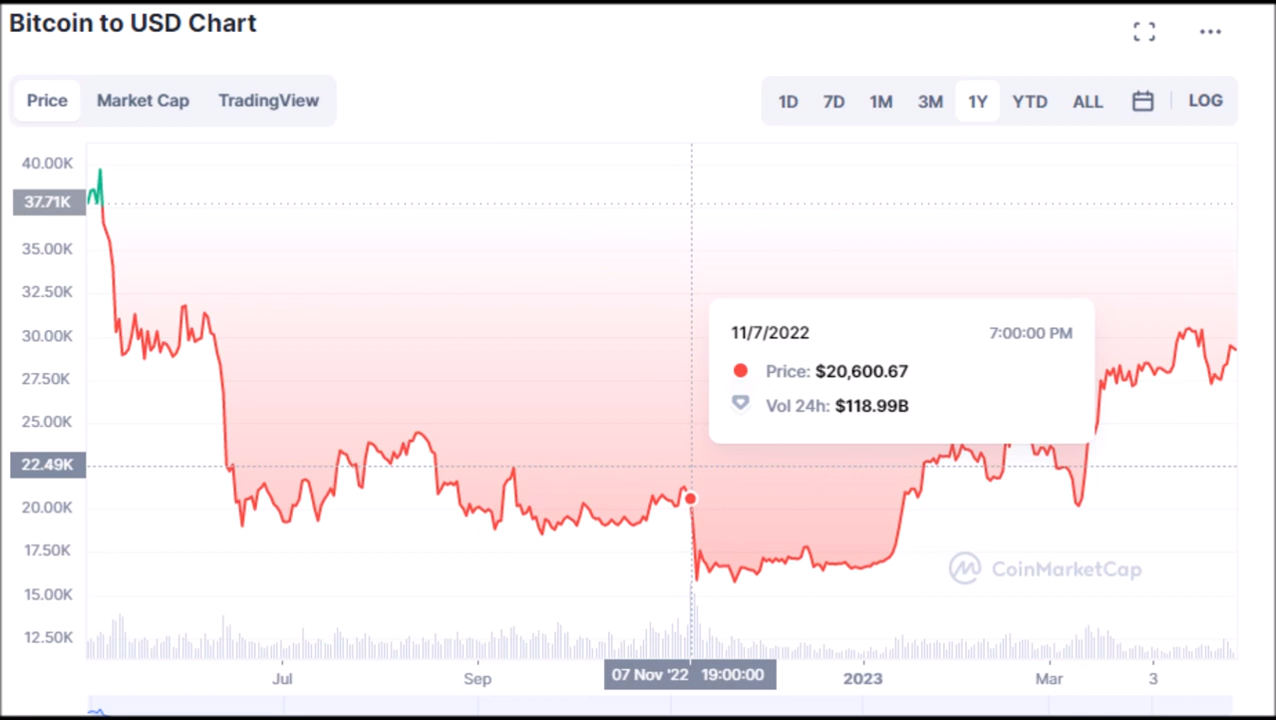 Bitcoin to USD Chart
Price Market Cap TradingView
1D 7D 1M 3M 1Y YTD ALL LOG
40.00K
37.71K
35.00K
32.50K
30.00K
27.50K
25.00K
22.49K
20.00K
17.50K
15.00K
12.50K
11/7/2022 7:00:00 PM
Price: $20,600.67
Vol 24h: $118.99B
CoinMarketCap
Jul Sep 07 Nov '22 19:00:00 2023 Mar 3